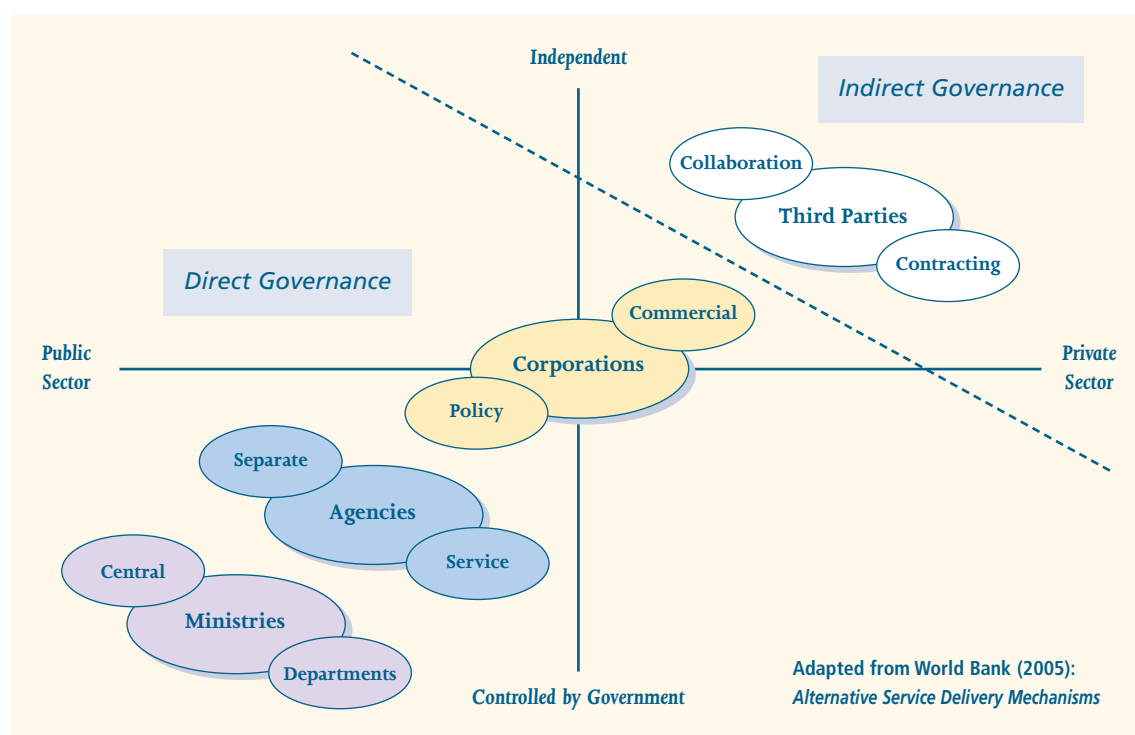 Independent
Indirect Governance
Collaboration
Third Parties
Contracting
Direct Governance
Commercial
Public
Sector
Corporations
Private
Sector
Policy
Separate
Agencies
Service
Central
Ministries
Departments
Controlled by Government
Adapted from World Bank (2005):
Alternative Service Delivery Mechanisms